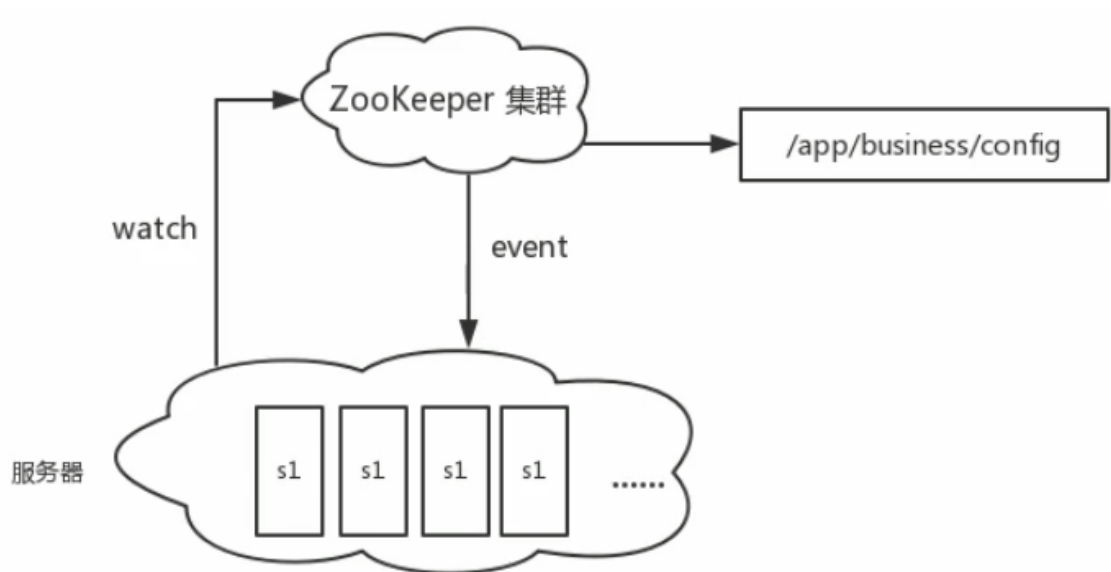 ZooKeeper 集群
/app/business/config
watch
event
服务器
s1
s1
s1
s1
......